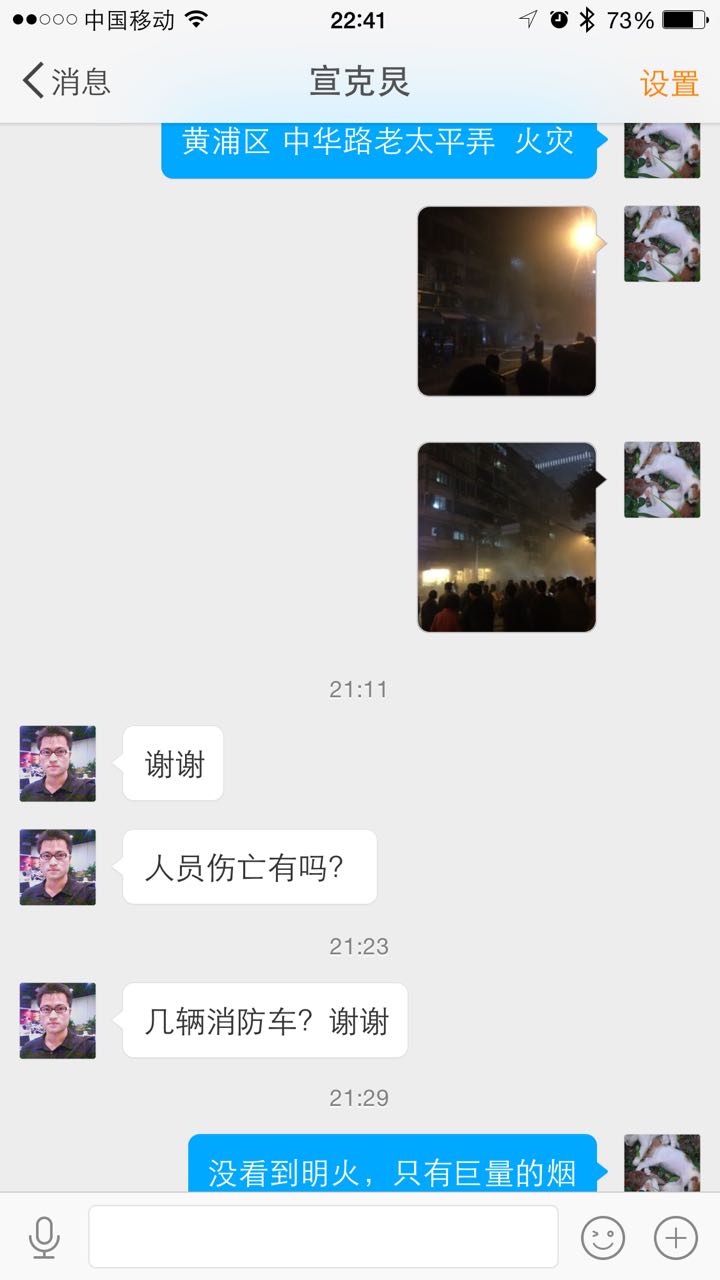 中国移动 22:41 73%
消息 宣克炅 设置
黄浦区 中华路老太平弄 火灾
21:11
谢谢
人员伤亡有吗？
21:23
几辆消防车？谢谢
21:29
没看到明火，只有巨量的烟